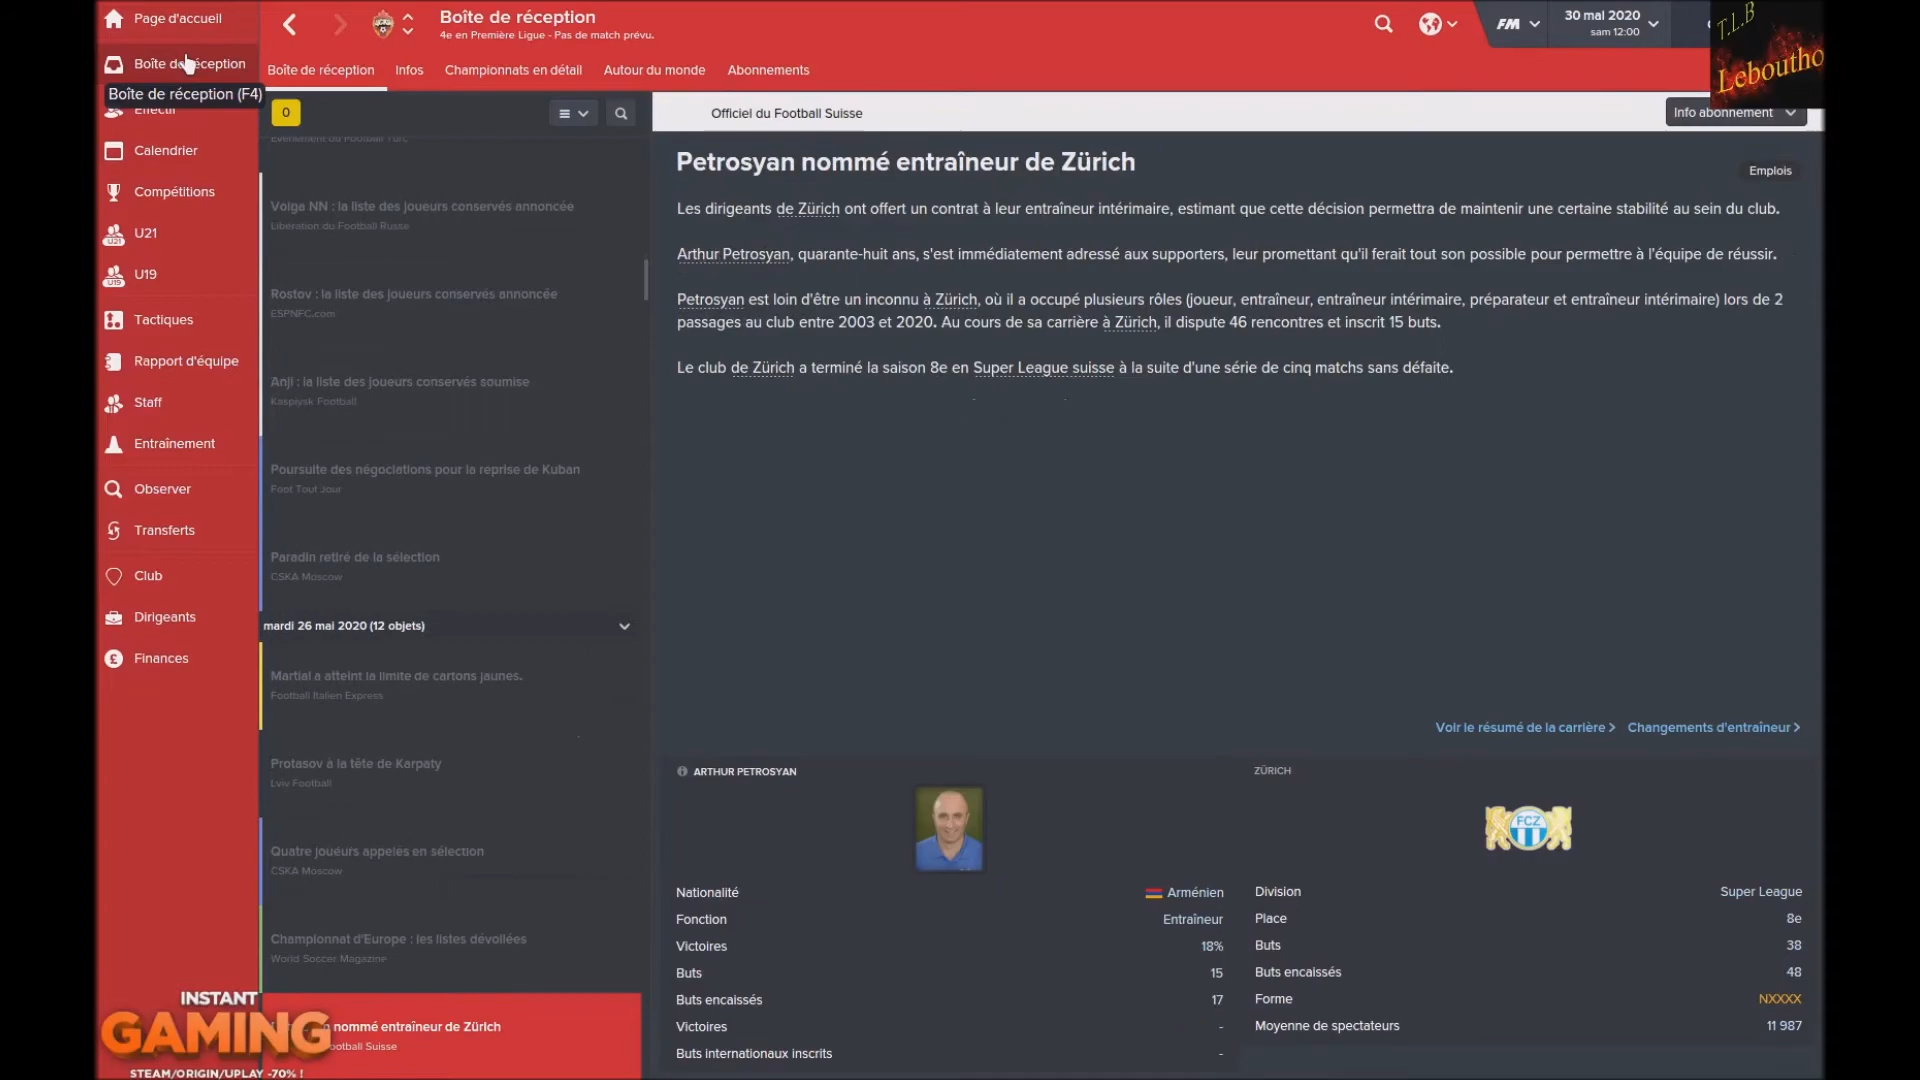 Page d'accueil
Boîte de réception
Boîte de réception (F4)
Effectif
Calendrier
Compétitions
U21
U21
U19
U19
Tactiques
Rapport d'équipe
Staff
Entraînement
Observer
Transferts
Club
Dirigeants
Finances
Boîte de réception
4e en Première Ligue - Pas de match prévu.
Boîte de réception
Infos
Championnats en détail
Autour du monde
Abonnements
FM
30 mai 2020
sam 12:00
T.L.B
Leboutho
0
Evénement du Football Turc
Volga NN : la liste des joueurs conservés annoncée
Libération du Football Russe
Rostov : la liste des joueurs conservés annoncée
ESPNFC.com
Anji : la liste des joueurs conservés soumise
Kaspiysk Football
Poursuite des négociations pour la reprise de Kuban
Foot Tout Jour
Paradin retiré de la sélection
CSKA Moscow
mardi 26 mai 2020 (12 objets)
Martial a atteint la limite de cartons jaunes.
Football Italien Express
Protasov à la tête de Karpaty
Lviv Football
Quatre joueurs appelés en sélection
CSKA Moscow
Championnat d'Europe : les listes dévoilées
World Soccer Magazine
nommé entraîneur de Zürich
ootball Suisse
INSTANT
GAMING
STEAM/ORIGIN/UPLAY -70% !
Officiel du Football Suisse
Info abonnement
Petrosyan nommé entraîneur de Zürich
Emplois
Les dirigeants de Zürich ont offert un contrat à leur entraîneur intérimaire, estimant que cette décision permettra de maintenir une certaine stabilité au sein du club.
Arthur Petrosyan, quarante-huit ans, s'est immédiatement adressé aux supporters, leur promettant qu'il ferait tout son possible pour permettre à l'équipe de réussir.
Petrosyan est loin d'être un inconnu à Zürich, où il a occupé plusieurs rôles (joueur, entraîneur, entraîneur intérimaire, préparateur et entraîneur intérimaire) lors de 2
passages au club entre 2003 et 2020. Au cours de sa carrière à Zürich, il dispute 46 rencontres et inscrit 15 buts.
Le club de Zürich a terminé la saison 8e en Super League suisse à la suite d'une série de cinq matchs sans défaite.
Voir le résumé de la carrière >
Changements d'entraîneur >
ARTHUR PETROSYAN
Nationalité Arménien
Fonction Entraîneur
Victoires 18%
Buts 15
Buts encaissés 17
Victoires -
Buts internationaux inscrits -
ZÜRICH
FCZ
Division Super League
Place 8e
Buts 38
Buts encaissés 48
Forme NXXXX
Moyenne de spectateurs 11 987